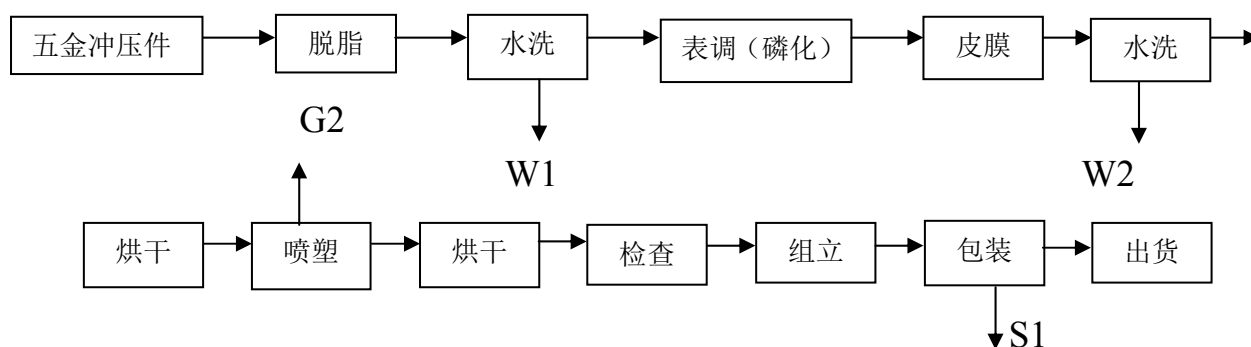 五金冲压件 脱脂 水洗 表调（磷化） 皮膜 水洗
G2
W1 W2
烘干 喷塑 烘干 检查 组立 包装 出货
S1